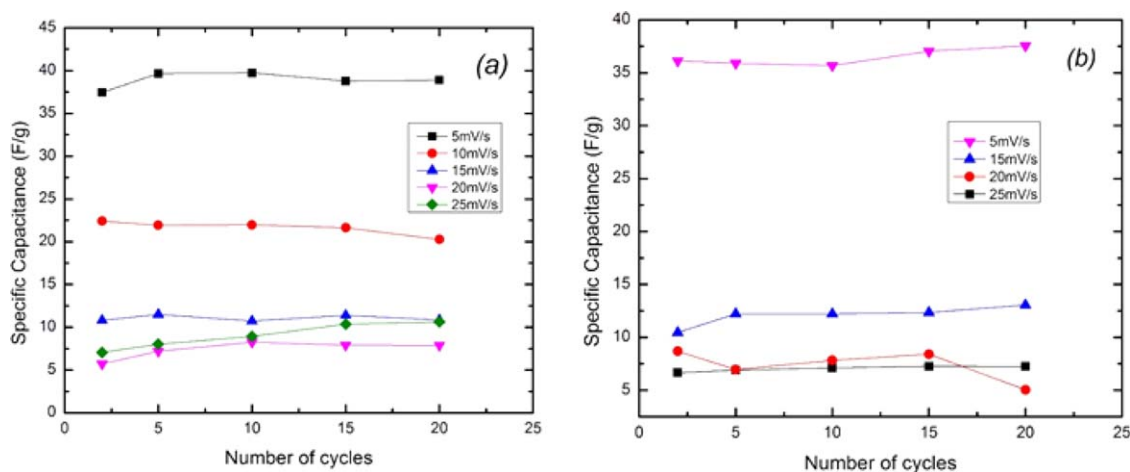 45
40
35
30
25
20
15
10
5
0
Specific Capacitance (F/g)
(a)
5mV/s
10mV/s
15mV/s
20mV/s
25mV/s
0 5 10 15 20 25
Number of cycles
40
35
30
25
20
15
10
5
Specific Capacitance (F/g)
(b)
5mV/s
15mV/s
20mV/s
25mV/s
0 5 10 15 20 25
Number of cycles